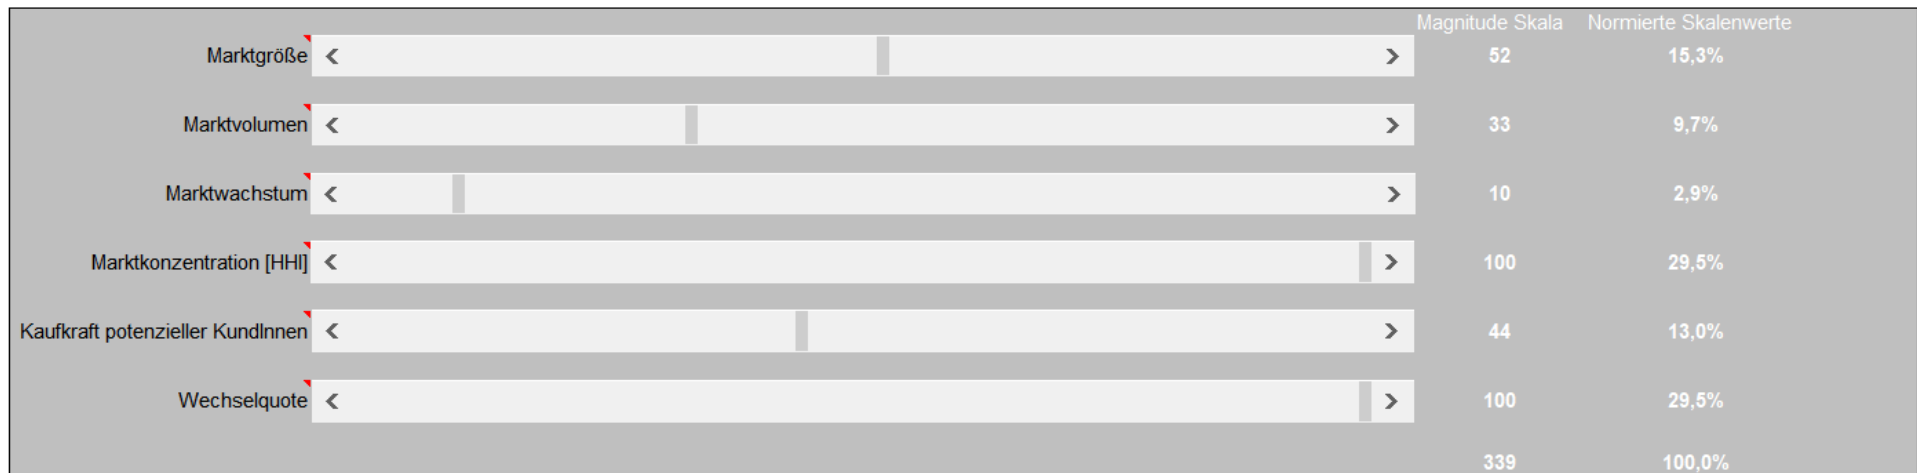 Magnitude Skala Normierte Skalenwerte
Marktgröße 52 15,3%
Marktvolumen 33 9,7%
Marktwachstum 10 2,9%
Marktkonzentration [HHI] 100 29,5%
Kaufkraft potenzieller KundInnen 44 13,0%
Wechselquote 100 29,5%
339 100,0%